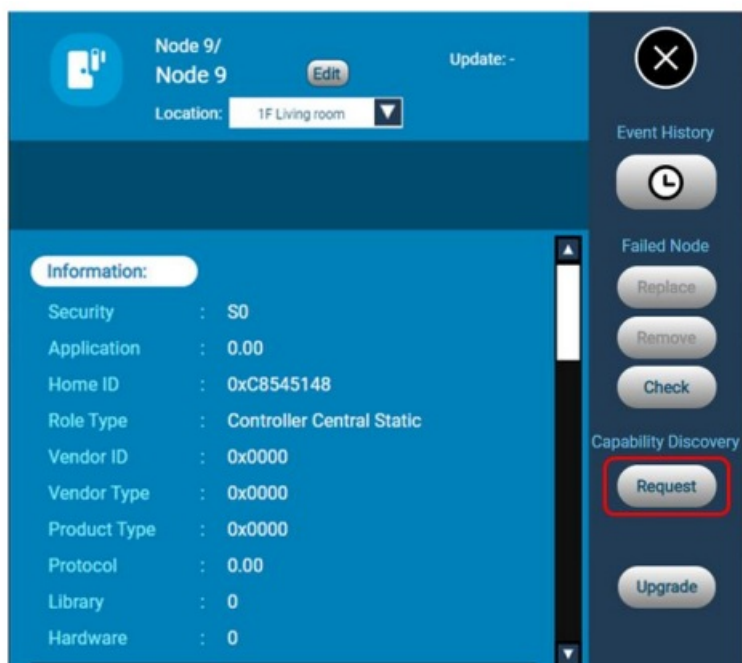 Node 9/
Node 9
Edit
Update: -
Location:
1F Living room
Information:
Security : S0
Application : 0.00
Home ID : 0xC8545148
Role Type : Controller Central Static
Vendor ID : 0x0000
Vendor Type : 0x0000
Product Type : 0x0000
Protocol : 0.00
Library : 0
Hardware : 0
Event History
Failed Node
Replace
Remove
Check
Capability Discovery
Request
Upgrade